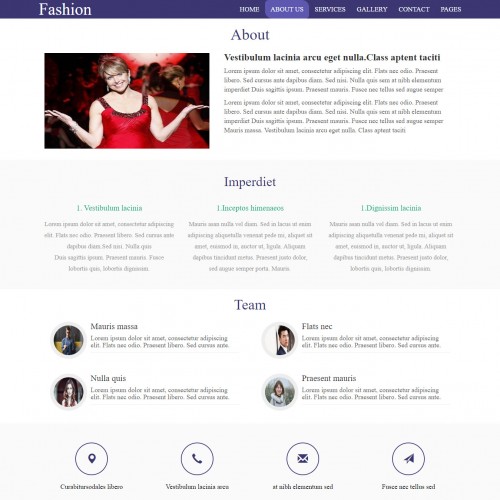 Fashion
HOME ABOUT US SERVICES GALLERY CONTACT PAGES
About
Vestibulum lacinia arcu eget nulla.Class aptent taciti
Lorem ipsum dolor sit amet, consectetur adipiscing elit. Flats nec odio. Praesent
libero. Sed cursus ante dapibus diam. Sed nisi. Nulla quis sem at nibh elementum
imperdiet Duis sagittis ipsum. Praesent mauris. Fusce nec tellus sed augue semper
Lorem ipsum dolor sit amet, consectetur adipiscing elit. Flats nec odio. Praesent
libero. Sed cursus ante dapibus diam. Sed nisi. Nulla quis sem at nibh elementum
imperdiet Duis sagittis ipsum. Praesent mauris. Fusce nec tellus sed augue semper
Mauris massa. Vestibulum lacinia arcu eget nulla. Class aptent taciti
Imperdiet
1. Vestibulum lacinia
Lorem ipsum dolor sit amet, consectetur adipiscing
elit. Flats nec odio. Praesent libero. Sed cursus ante
dapibus diam Sed nisi. Nulla quis
Duis sagittis ipsum. Praesent mauris. Fusce
lobortis quis, lobortis dignissim.
1.Inceptos himenaeos
Mauris suam nulla vel diam. Sed in lacus ut enim
adipiscing aliquet nulla venenatis pede mi, aliquet sit
euismod in, auctor ut, ligula. Aliquam
dapibus tincidunt metus. Praesent justo dolor,
sed augue semper porta. Mauris.
1.Dignissim lacinia
Mauris suam nulla vel diam. Sed in lacus ut enim
aliquet nulla venenatis pede mi, aliquet sit
euismod in, auctor ut, ligula. Aliquam
dapibus tincidunt metus. Praesent justo dolor,
lobortis quis, lobortis dignissim.
Team
Mauris massa
Lorem ipsum dolor sit amet, consectetur adipiscing
elit. Flats nec odio. Praesent libero. Sed cursus ante.
Flats nec
Lorem ipsum dolor sit amet, consectetur adipiscing
elit. Flats nec odio. Praesent libero. Sed cursus ante.
Nulla quis
Lorem ipsum dolor sit amet, consectetur adipiscing
elit. Flats nec odio. Praesent libero. Sed cursus ante.
Praesent mauris
Lorem ipsum dolor sit amet, consectetur adipiscing
elit. Flats nec odio. Praesent libero. Sed cursus ante.
Curabitursodales libero
Vestibulum lacinia arcu
at nibh elementum sed
Fusce nec tellus sed